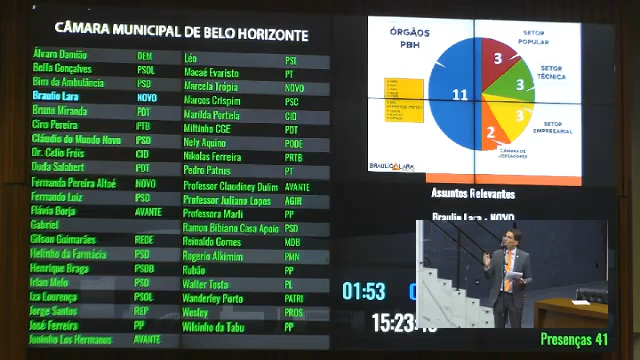 CÂMARA MUNICIPAL DE BELO HORIZONTE
Álvaro Damião DEM Léo PSL
Bella Gonçalves PSOL Macaé Evaristo PT
Bim da Ambulância PSD Marcela Trópia NOVO
Braulio Lara NOVO Marcos Crispim PSC
Bruno Miranda PDT Marilda Portela CID
Ciro Pereira PTB Miltinho CGE PDT
Cláudio do Mundo Novo PSD Nely Aquino PODE
Dr. Célio Fróis CID Nikolas Ferreira PRTB
Duda Salabert PDT Pedro Patrus PT
Fernanda Pereira Altoé NOVO Professor Claudiney Dulim AVANTE
Fernando Luiz PSD Professor Juliano Lopes AGIR
Flávia Borja AVANTE Professora Marli PP
Gabriel Ramon Bibiano Casa Apoio PSD
Gilson Guimarães REDE Reinaldo Gomes MDB
Helinho da Farmácia PSD Rogerio Alkimim PMN
Henrique Braga PSDB Rubão PP
Irlan Melo PSD Walter Tosta PL
Iza Lourença PSOL Wanderley Porto PATRI
Jorge Santos REP Wesley PROS
José Ferreira PP Wilsinho da Tabu PP
Juninho Los Hermanos AVANTE
ÓRGÃOS
PBH
SETOR
POPULAR
3
SETOR
TÉCNICA
3
11
3
SETOR
EMPRESARIAL
2
CÂMARA DE
VEREADORES
BRAULIO LARA
Assuntos Relevantes
Braulio Lara - NOVO
01:53
15:23:
Presenças 41